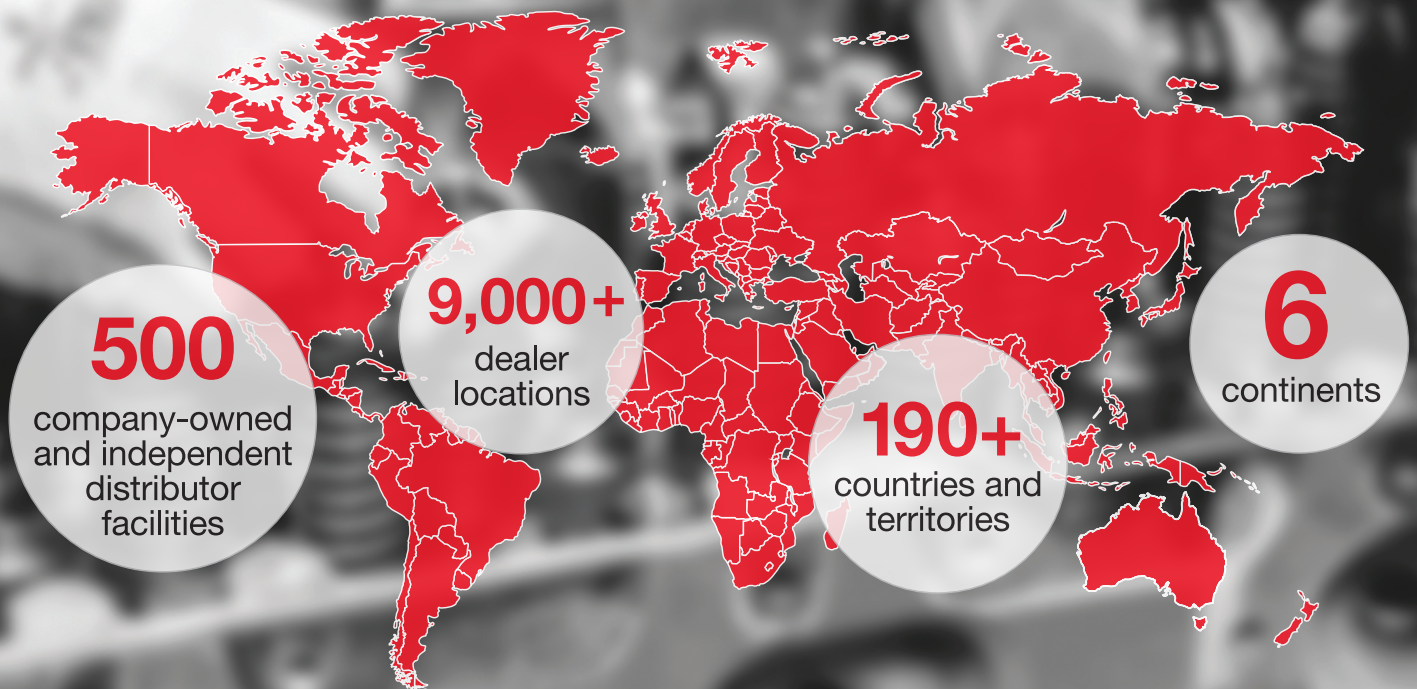 500
company-owned
and independent
distributor
facilities
9,000+
dealer
locations
190+
countries and
territories
6
continents